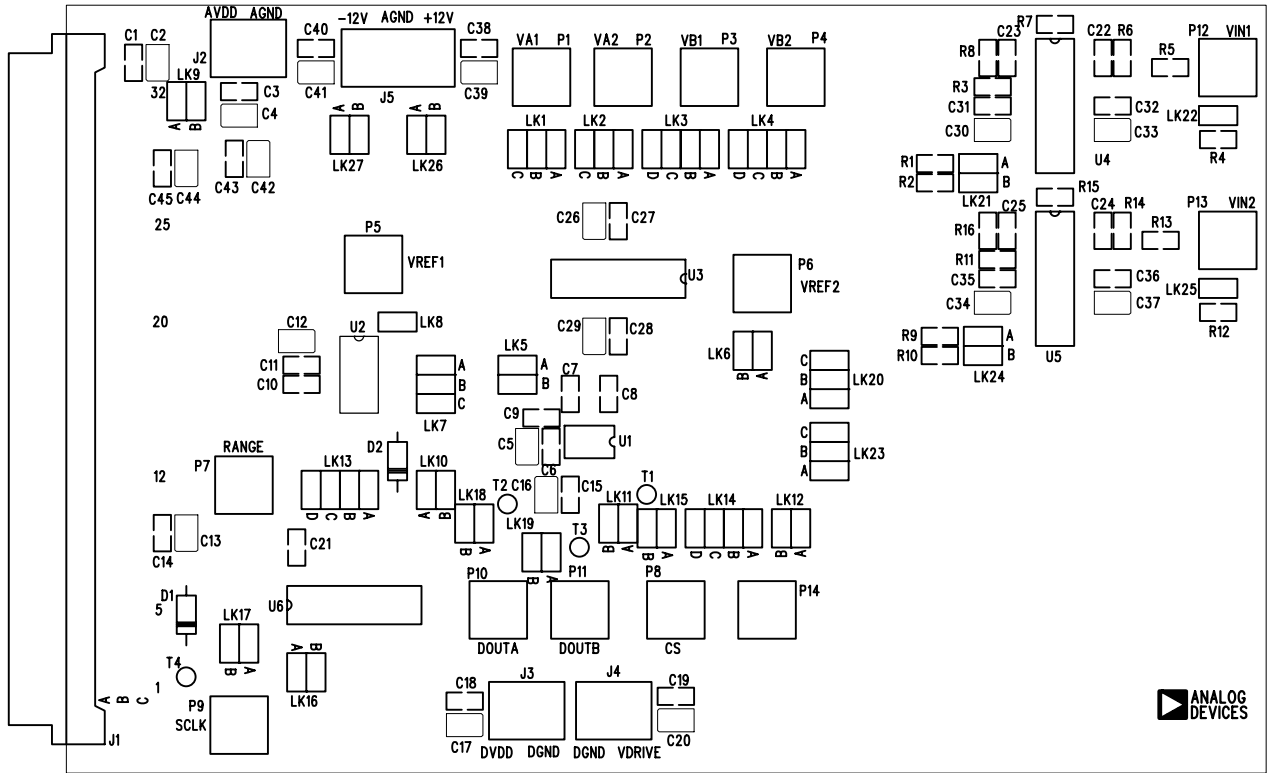 AVDD AGND
-12V AGND +12V
C1 C2
J2
C40
C38
VA1 P1
VA2 P2
VB1 P3
VB2 P4
R7
R8 C23
C22 R6
R5
P12 VIN1
LK9
32
C3
C4
C41
J5
C39
A B
R3
C31
C30
C32
C33
LK22
R4
A B
A B
LK1
LK2
LK3
LK4
LK27
LK26
C B A
C B A
D C B A
D C B A
U4
C45 C44
C43 C42
R1
R2
A
B
LK21
R15
25
C26
C27
R16 C25
C24 R14
R13
P13 VIN2
P5
VREF1
U3
P6
VREF2
R11
C35
C34
C36
C37
LK25
R12
20
C12
U2
LK8
C29
C28
LK6
B A
R9
R10
A
B
LK24
U5
C11
C10
A
B
C
LK7
LK5
A
B
C7
C8
C
B
A
LK20
C9
C5
U1
C6
C
B
A
LK23
RANGE
P7
12
D2
LK13
D C B A
LK10
A B
LK18
B A
T2
C16
C15
T1
LK11
B A
LK15
B A
LK14
D C B A
LK12
B A
C14
C13
C21
LK19
B A
T3
D1
5
U6
P10
P11
P8
P14
LK17
B A
DOUTA
DOUTB
CS
T4
A B
LK16
1
A B C
P9
SCLK
J1
C18
C17
J3
J4
C19
C20
DVDD DGND
DGND VDRIVE
ANALOG
DEVICES